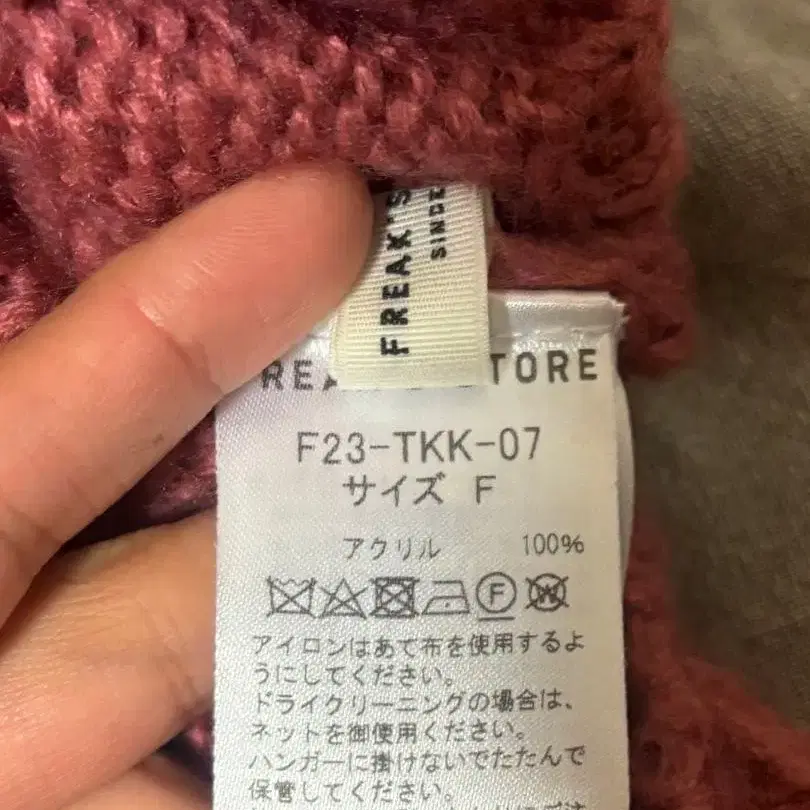 FREAK'S
SINCE
REA STORE
F23-TKK-07
サイズ F
アクリル 100%
F W
アイロンはあて布を使用するよ
うにしてください。
ドライクリーニングの場合は、
ネットを御使用ください。
ハンガーに掛けないでたたんで
保管してください。